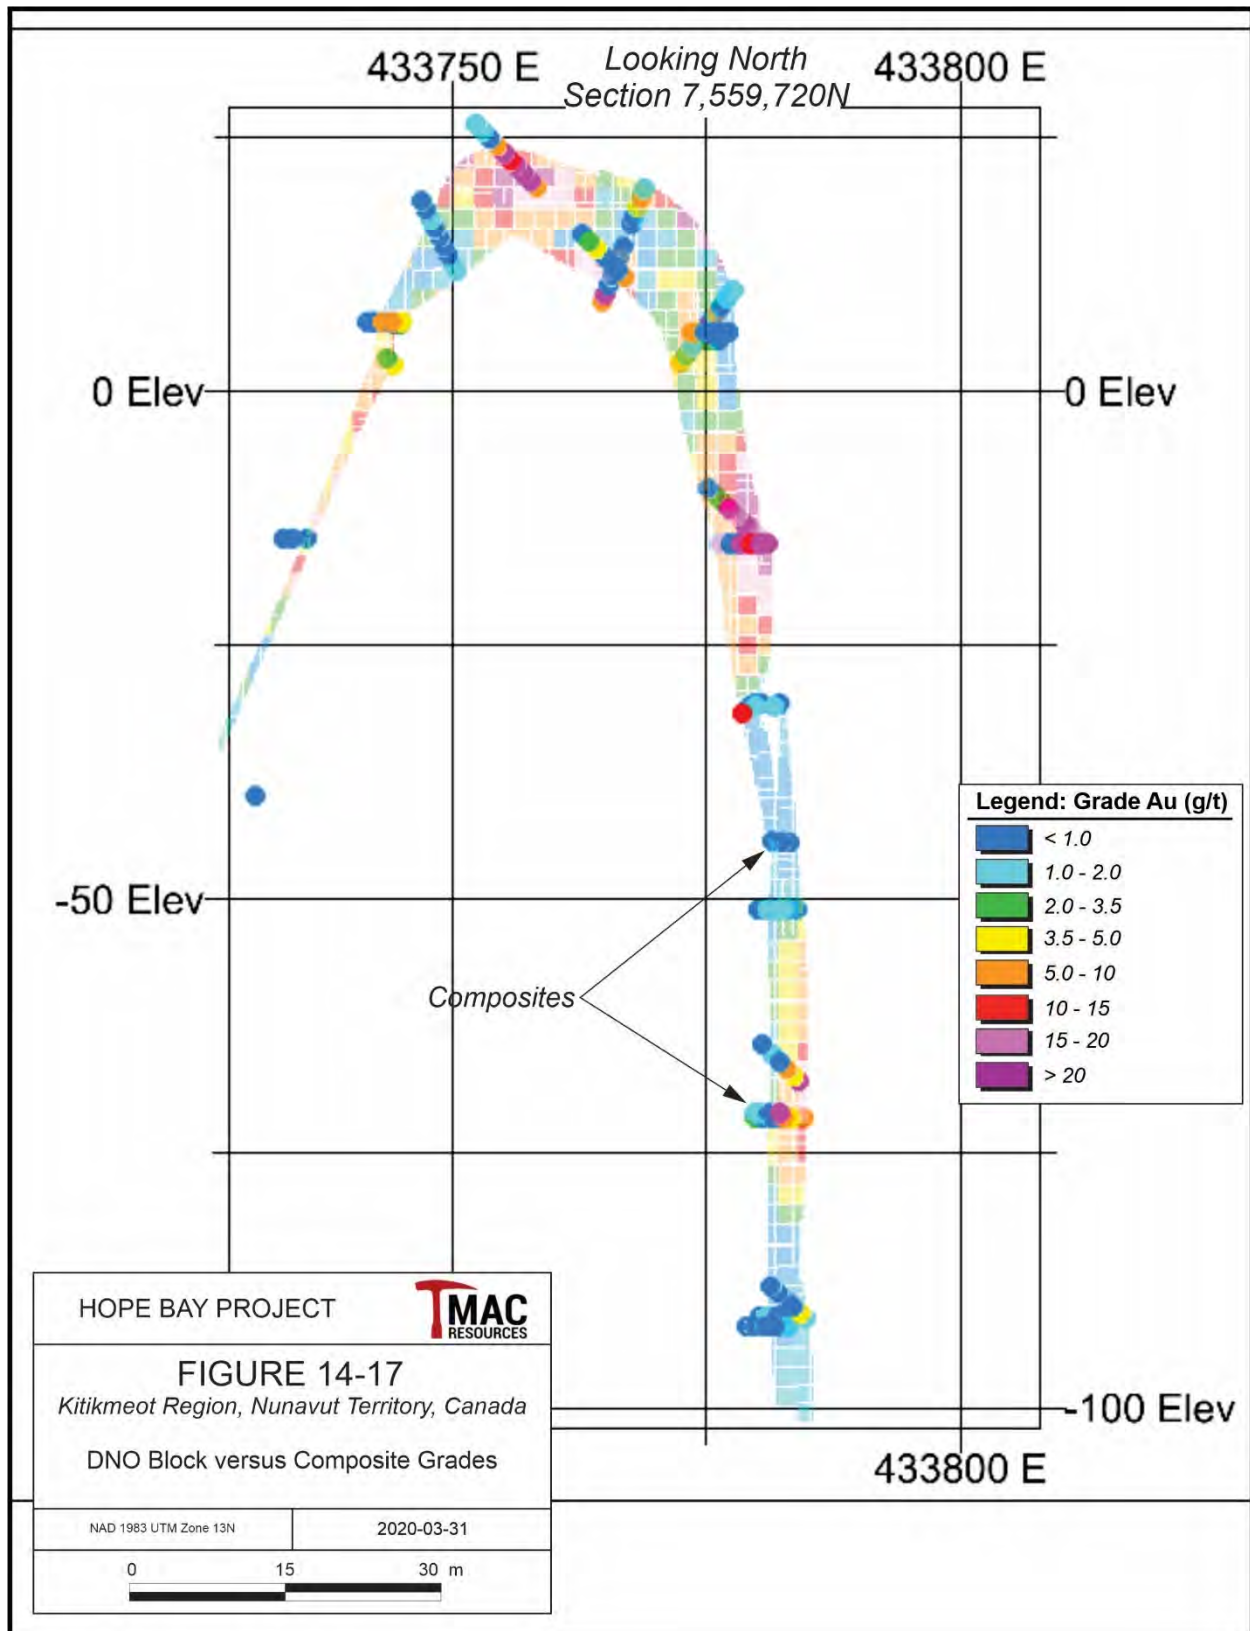 433750 E
Looking North
433800 E
Section 7,559,720N
0 Elev
0 Elev
-50 Elev
Composites
Legend: Grade Au (g/t)
< 1.0
1.0 - 2.0
2.0 - 3.5
3.5 - 5.0
5.0 - 10
10 - 15
15 - 20
> 20
-100 Elev
433800 E
HOPE BAY PROJECT
TMAC
RESOURCES
FIGURE 14-17
Kitikmeot Region, Nunavut Territory, Canada
DNO Block versus Composite Grades
NAD 1983 UTM Zone 13N
2020-03-31
0 15 30 m